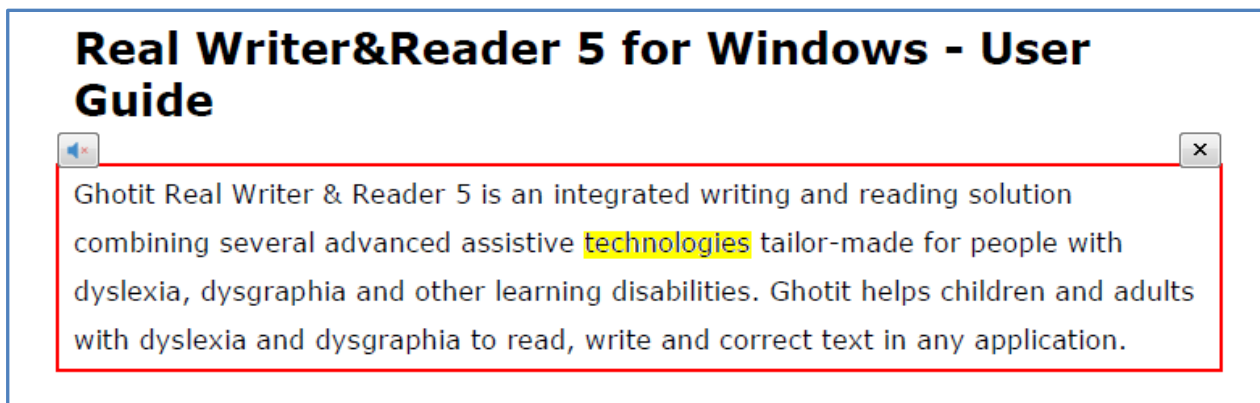 Real Writer&Reader 5 for Windows - User
Guide
Ghotit Real Writer & Reader 5 is an integrated writing and reading solution
combining several advanced assistive technologies tailor-made for people with
dyslexia, dysgraphia and other learning disabilities. Ghotit helps children and adults
with dyslexia and dysgraphia to read, write and correct text in any application.